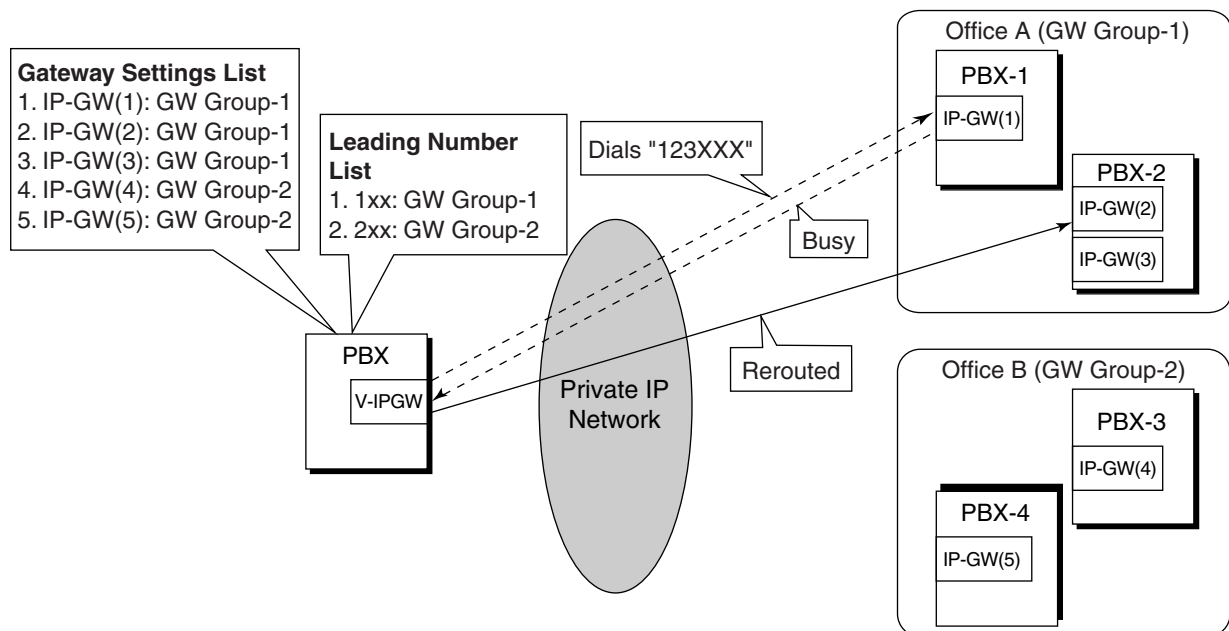 Gateway Settings List
1. IP-GW(1): GW Group-1
2. IP-GW(2): GW Group-1
3. IP-GW(3): GW Group-1
4. IP-GW(4): GW Group-2
5. IP-GW(5): GW Group-2
Leading Number
List
1. 1xx: GW Group-1
2. 2xx: GW Group-2
PBX
V-IPGW
Private IP
Network
Dials "123XXX"
Busy
Rerouted
Office A (GW Group-1)
PBX-1
IP-GW(1)
PBX-2
IP-GW(2)
IP-GW(3)
Office B (GW Group-2)
PBX-3
IP-GW(4)
PBX-4
IP-GW(5)